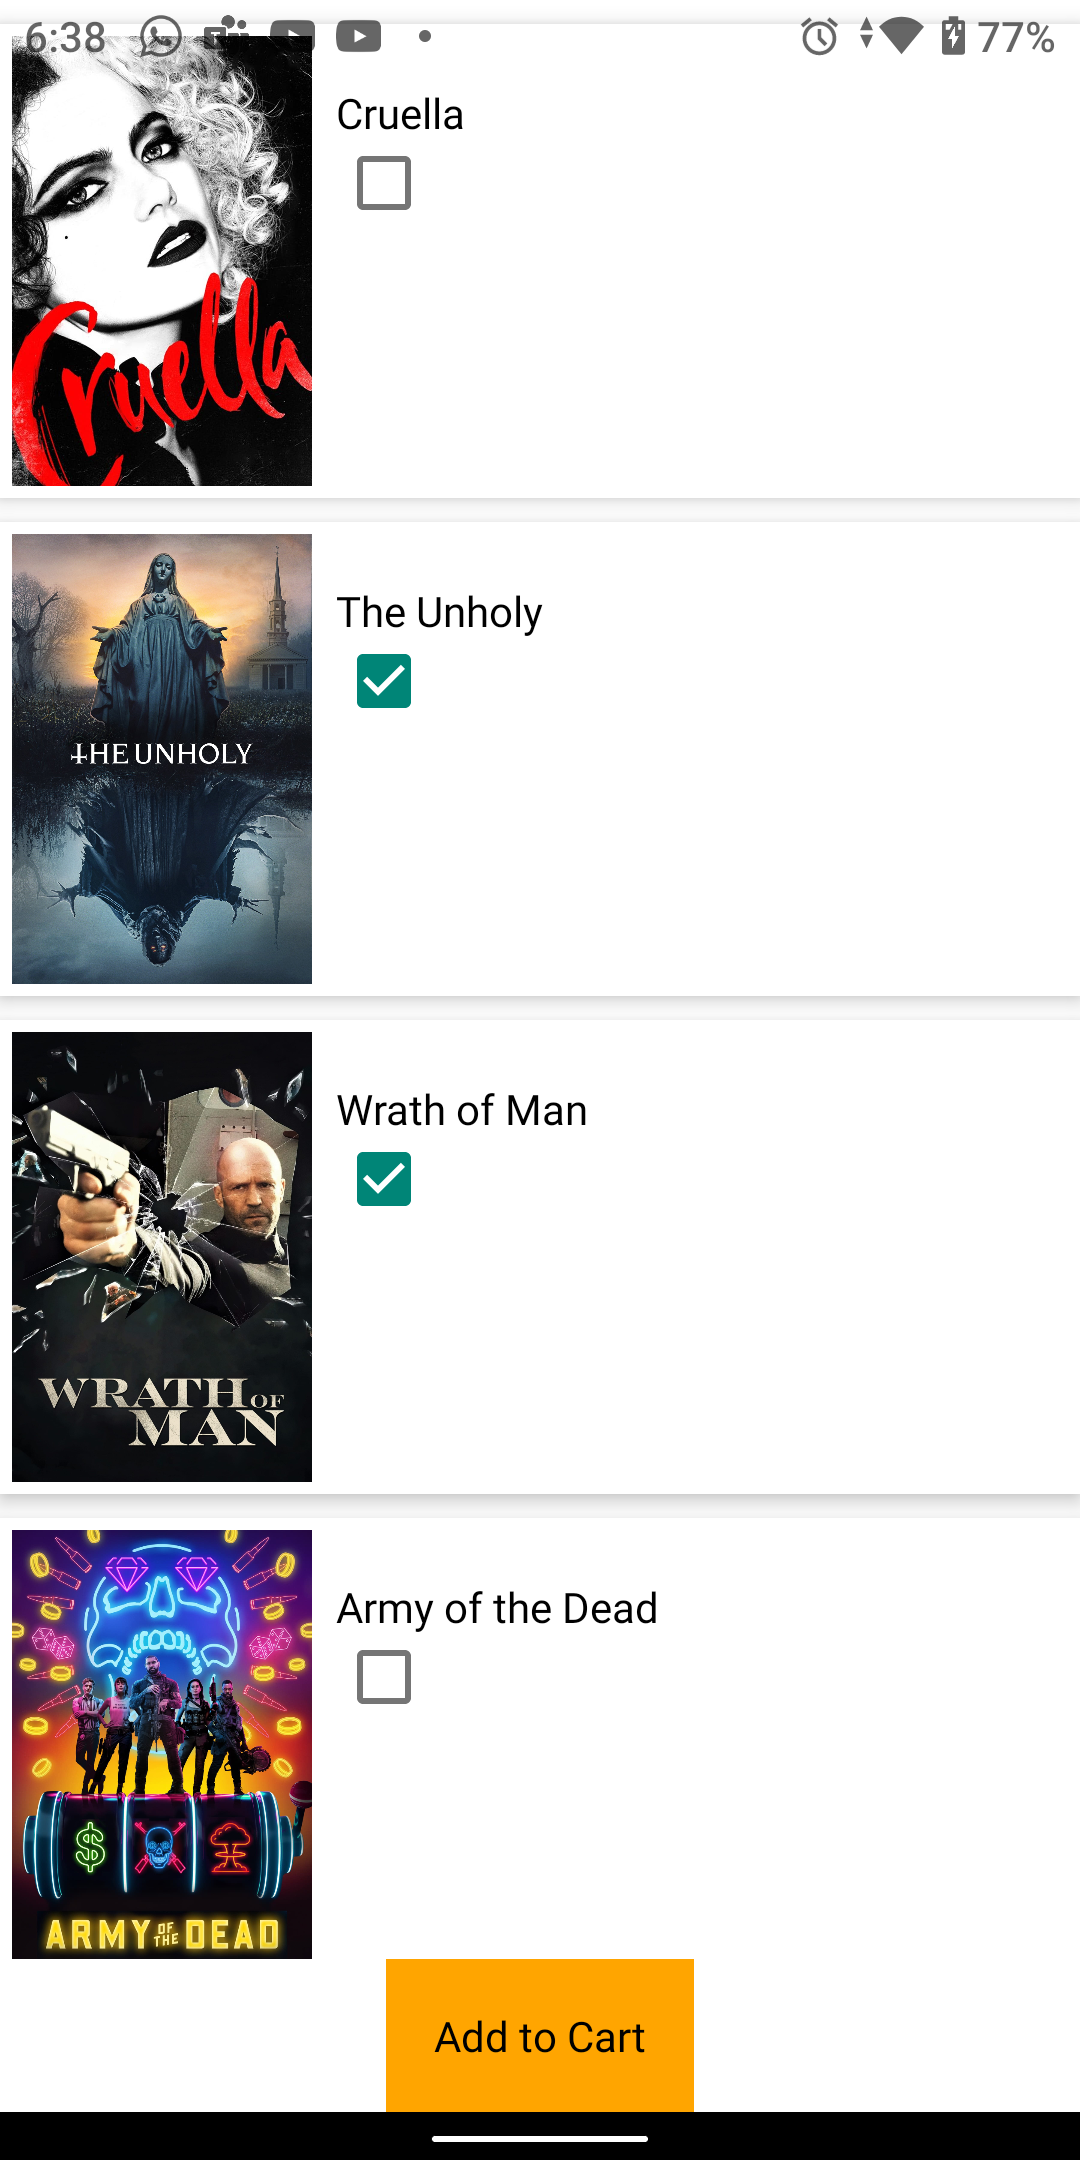 6:38
77%
Cruella
Cruella
The Unholy
THE UNHOLY
Wrath of Man
WRATH OF
MAN
Army of the Dead
$
ARMY OF THE DEAD
Add to Cart